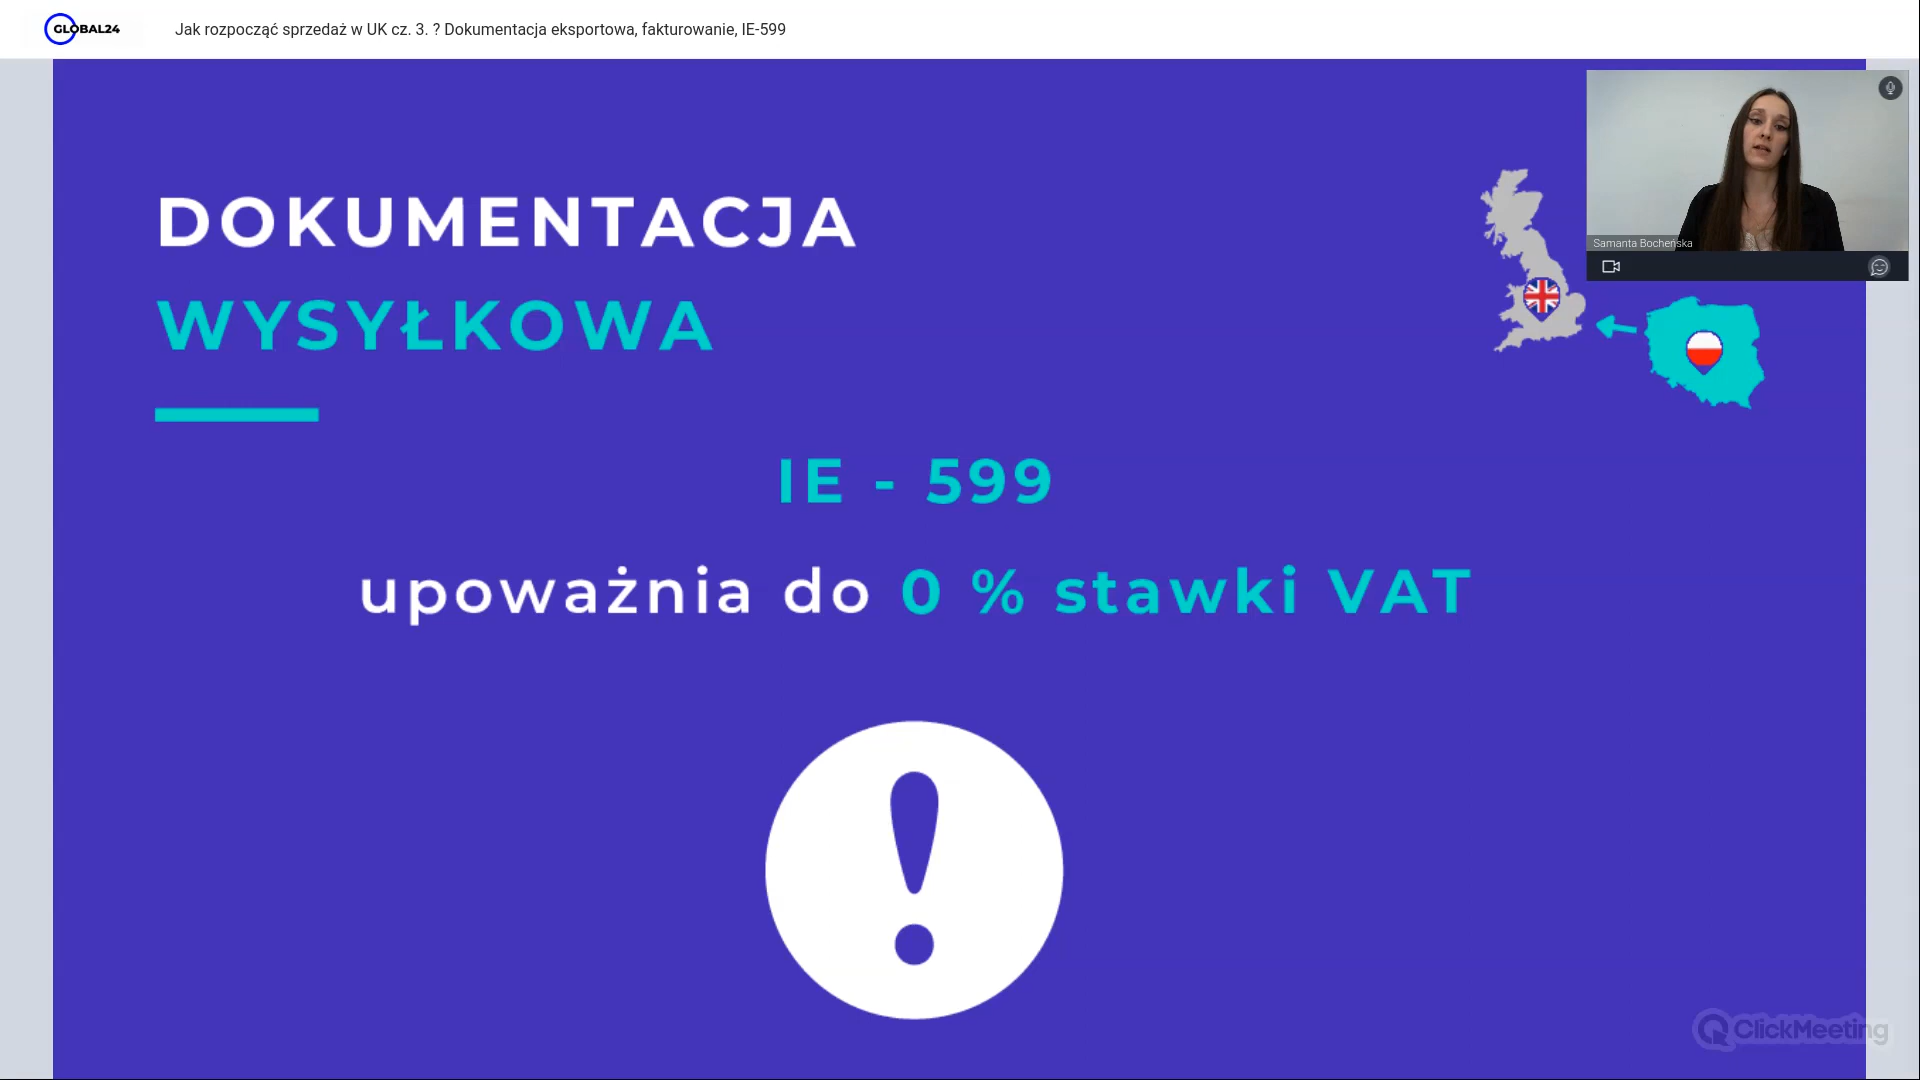 GLOBAL24
Jak rozpocząć sprzedaż w UK cz. 3. ? Dokumentacja eksportowa, fakturowanie, IE-599
Samanta Bocheńska
DOKUMENTACJA
WYSYŁKOWA
IE - 599
upoważnia do 0 % stawki VAT
!
ClickMeeting